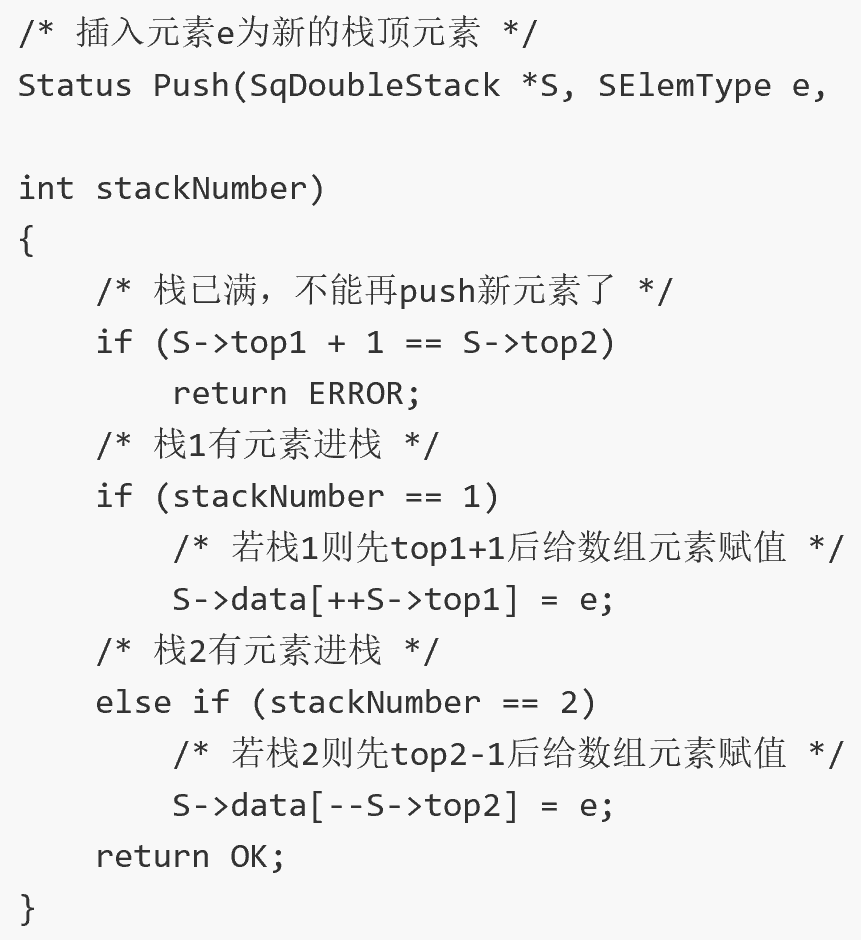 /* 插入元素e为新的栈顶元素 */
Status Push(SqDoubleStack *S, SElemType e,
int stackNumber)
{
    /* 栈已满，不能再push新元素了 */
    if (S->top1 + 1 == S->top2)
        return ERROR;
    /* 栈1有元素进栈 */
    if (stackNumber == 1)
        /* 若栈1则先top1+1后给数组元素赋值 */
        S->data[++S->top1] = e;
    /* 栈2有元素进栈 */
    else if (stackNumber == 2)
        /* 若栈2则先top2-1后给数组元素赋值 */
        S->data[--S->top2] = e;
    return OK;
}